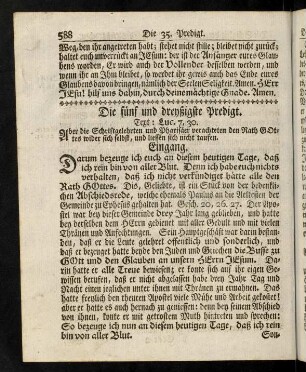 588 Die 35. Predigt.
Weg, den ihr angetreten habt; stehet nicht stille; bleibet nicht zurück;
haltet euch unverrückt an JEsum: der ist der Anfänger eures Glau-
bens worden, Er wird auch der Vollender desselben werden, und
wenn ihr an Ihm bleibet, so werdet ihr gewis auch das Ende eures
Glaubens davon bringen, nämlich der Seelen Seligkeit. Amen. HErr
JEsu! hilf uns dazu, durch deine mächtige Gnade. Amen.
Die fünf und dreyßigste Predigt.
Text: Luc. 7, 30.
Aber die Schriftgelehrten und Pharisäer verachteten den Rath GOt-
tes wider sich selbst, und liessen sich nicht taufen.
Eingang.
Darum bezeuge ich euch an diesem heutigen Tage, daß
ich rein bin von aller Blut. Denn ich habe euch nichts
verhalten, daß ich nicht verkündiget hätte alle den
Rath GOttes. Dis, Geliebte, ist ein Stück von der bedenkli-
chen Abschiedsrede, welche ehemals Paulus an die Aeltesten der
Gemeinde zu Ephesus gehalten hat. Gesch. 20, 26. 27. Der Apo-
stel war bey dieser Gemeinde drey Jahr lang geblieben, und hatte
bey derselben dem HErrn gedienet mit aller Gedult und mit vielen
Thränen und Anfechtungen. Sein Hauptgeschäft war darin bestan-
den, daß er die Leute gelehret öffentlich und sonderlich, und
daß er bezeuget hatte beyde den Juden und Griechen die Busse zu
GOtt und den Glauben an unsern HErrn JEsum. Da-
rin hatte er alle Treue bewiesen; er konte sich auf ihr eigen Ge-
wissen berufen, daß er nicht abgelassen habe drey Jahr Tag und
Nacht einen jeglichen unter ihnen mit Thränen zu ermahnen. Das
hatte freylich den theuren Apostel viele Mühe und Arbeit gekostet;
aber er hatte es auch hernach zu geniessen: denn bey seinem Abschied
von ihnen, konte er mit getrostem Muth hintreten und sprechen:
So bezeuge ich nun an diesem heutigen Tage, daß ich rein
bin von aller Blut.
Son-